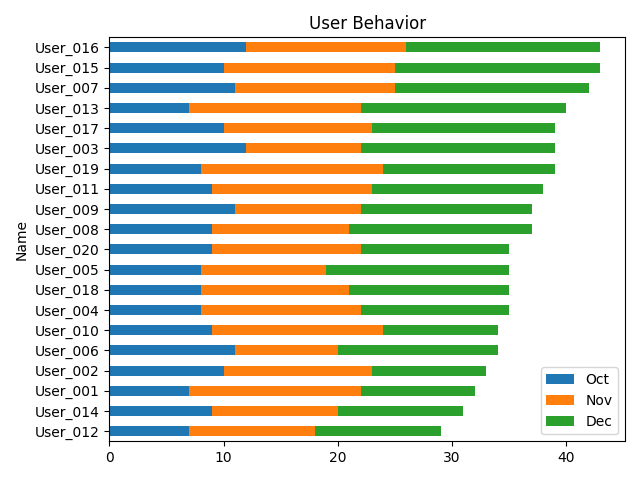 User Behavior
Name
User_016
User_015
User_007
User_013
User_017
User_003
User_019
User_011
User_009
User_008
User_020
User_005
User_018
User_004
User_010
User_006
User_002
User_001
User_014
User_012
Oct
Nov
Dec
0 10 20 30 40